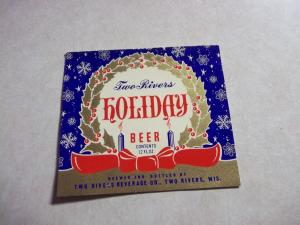 Two Rivers
HOLIDAY
BEER
CONTENTS
12 FL. OZ.
BREWED AND BOTTLED BY
TWO RIVERS BEVERAGE CO., TWO RIVERS, WIS.